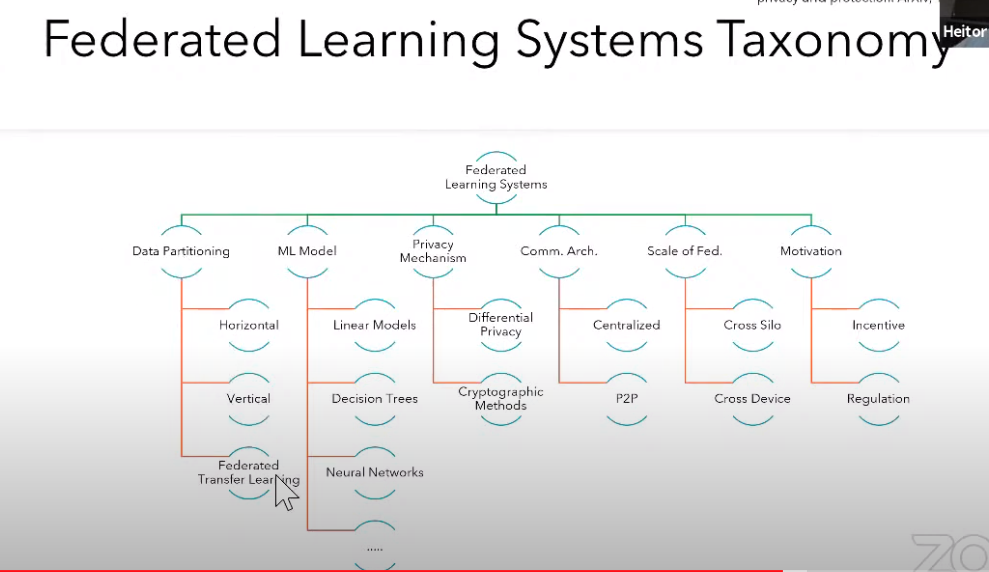 privacy and protection. ArXiv,
Heitor
Federated Learning Systems Taxonomy
Federated
Learning Systems
Data Partitioning
ML Model
Privacy
Mechanism
Comm. Arch.
Scale of Fed.
Motivation
Horizontal
Linear Models
Differential
Privacy
Centralized
Cross Silo
Incentive
Vertical
Decision Trees
Cryptographic
Methods
P2P
Cross Device
Regulation
Federated
Transfer Learning
Neural Networks
.....